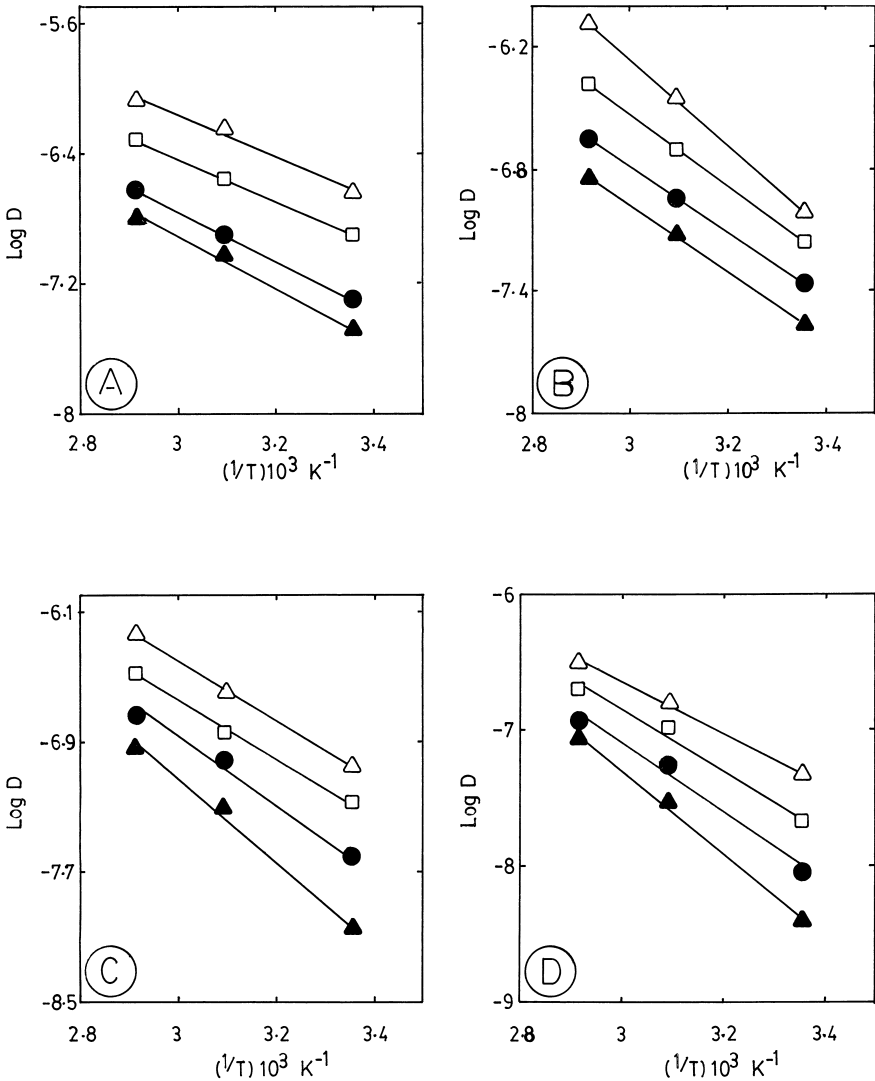 -5·6
-6·4
-7·2
-8
Log D
A
2·8 3 3·2 3·4
(1/T)10³ K⁻¹
-6·2
-6·8
-7·4
-8
Log D
B
2·8 3 3·2 3·4
(1/T)10³ K⁻¹
-6·1
-6·9
-7·7
-8·5
Log D
C
2·8 3 3·2 3·4
(1/T)10³ K⁻¹
-6
-7
-8
-9
Log D
D
2·8 3 3·2 3·4
(1/T)10³ K⁻¹